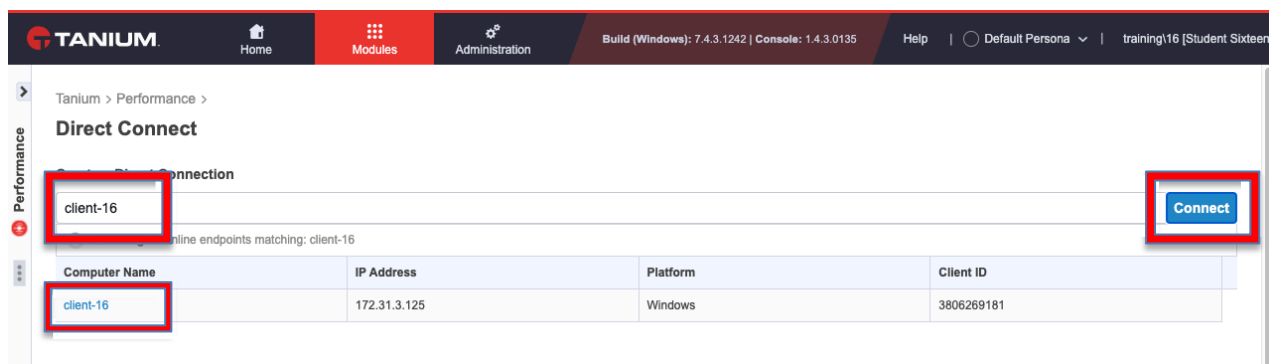 TANIUM
Home
Modules
Administration
Build (Windows): 7.4.3.1242 | Console: 1.4.3.0135
Help | Default Persona | training\16 [Student Sixteen
Tanium > Performance >
Direct Connect
Performance
client-16
Connect
endpoints matching: client-16
Computer Name IP Address Platform Client ID
client-16 172.31.3.125 Windows 3806269181